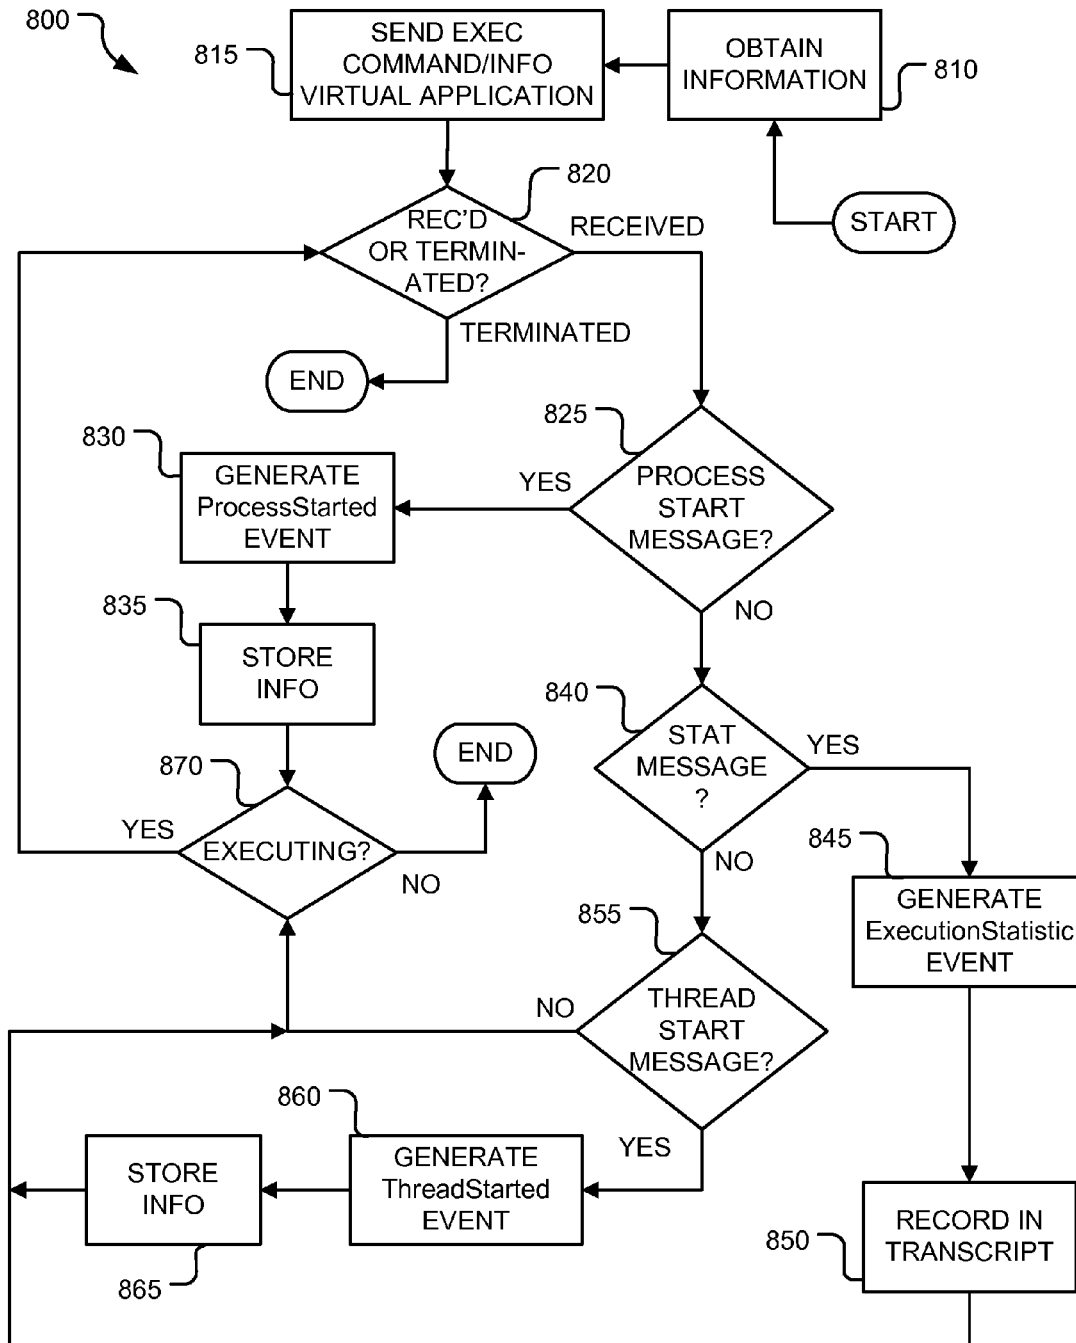 800
815
SEND EXEC
COMMAND/INFO
VIRTUAL APPLICATION
OBTAIN
INFORMATION
810
START
820
REC'D
OR TERMIN-
ATED?
RECEIVED
TERMINATED
END
825
PROCESS
START
MESSAGE?
YES
NO
830
GENERATE
ProcessStarted
EVENT
835
STORE
INFO
840
STAT
MESSAGE
?
YES
NO
END
870
EXECUTING?
YES
NO
845
GENERATE
ExecutionStatistic
EVENT
855
THREAD
START
MESSAGE?
NO
YES
860
GENERATE
ThreadStarted
EVENT
STORE
INFO
865
850
RECORD IN
TRANSCRIPT